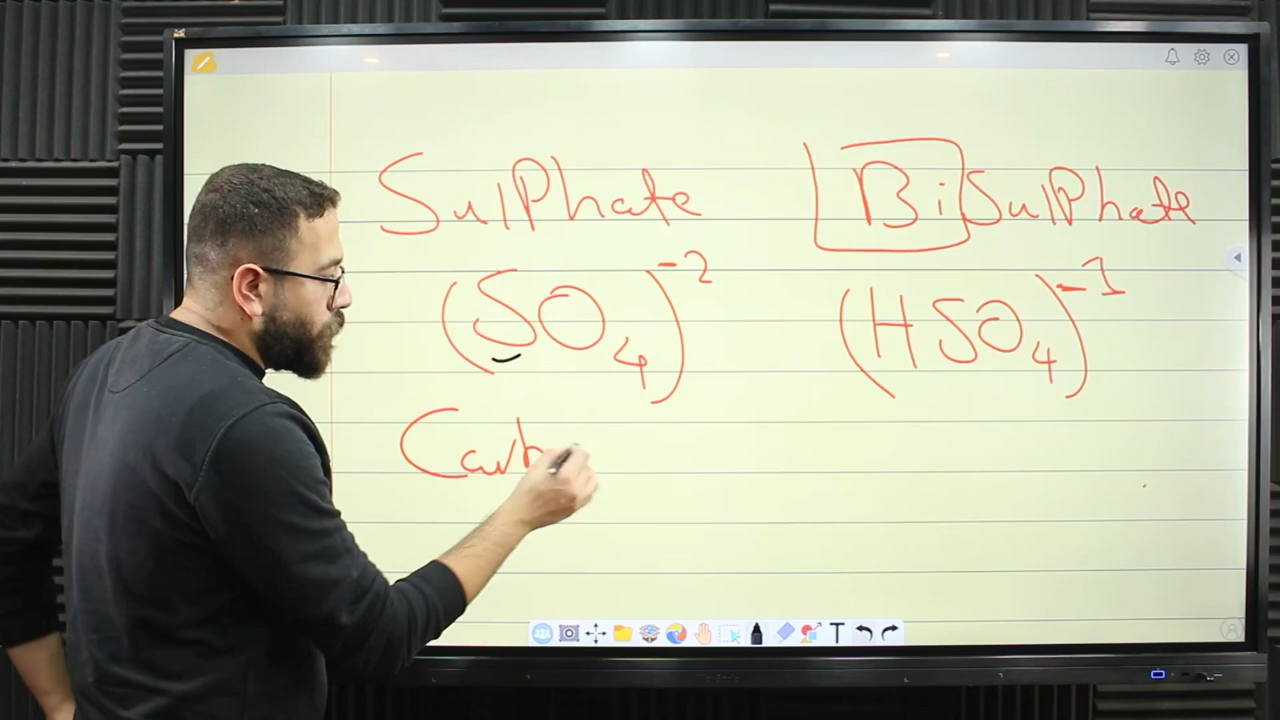 SulPhate BiSulPhate
(SO₄)⁻² (HSO₄)⁻¹
Carb